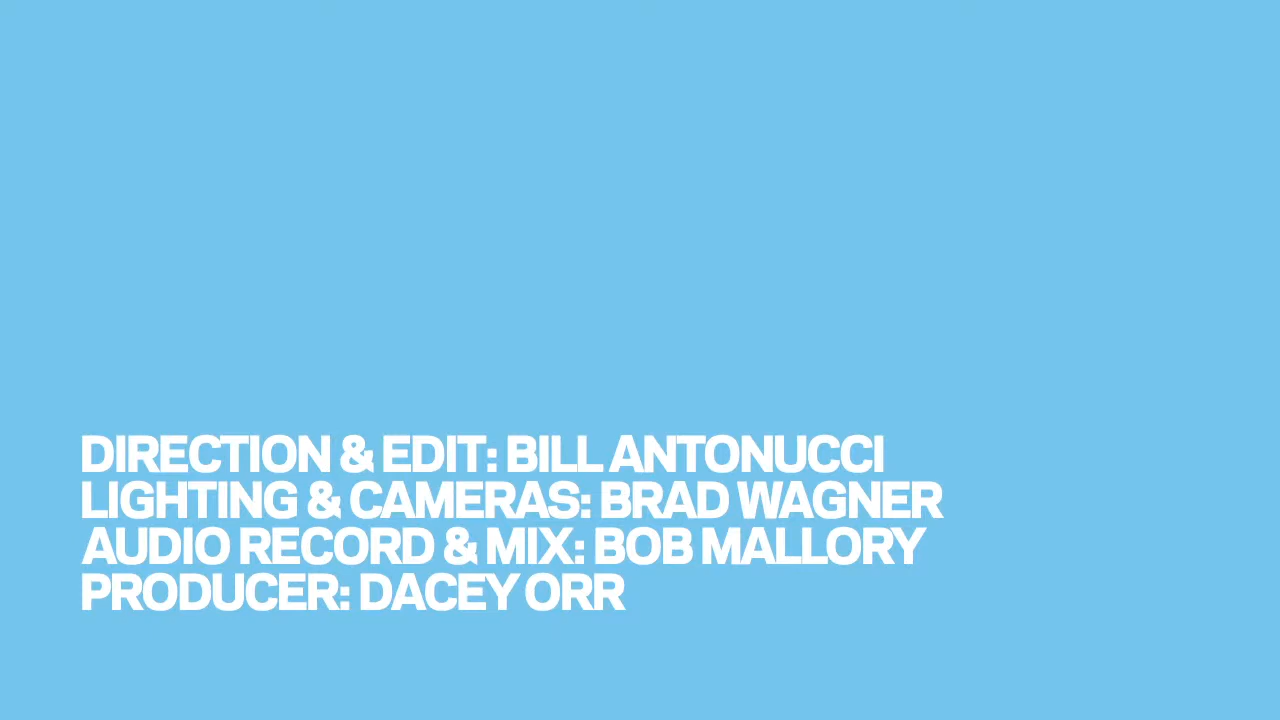 DIRECTION & EDIT: BILL ANTONUCCI
LIGHTING & CAMERAS: BRAD WAGNER
AUDIO RECORD & MIX: BOB MALLORY
PRODUCER: DACEY ORR